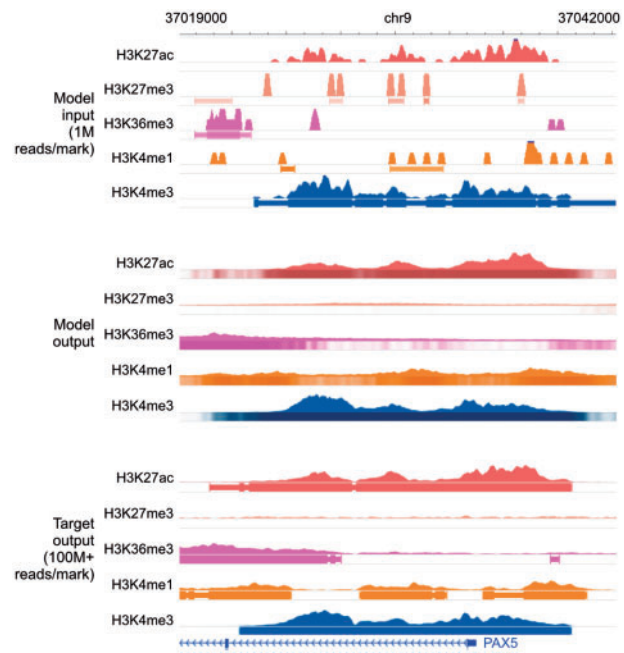 37019000 chr9 37042000
H3K27ac
H3K27me3
Model
input
(1M
reads/mark)
H3K36me3
H3K4me1
H3K4me3
H3K27ac
H3K27me3
Model
output
H3K36me3
H3K4me1
H3K4me3
H3K27ac
H3K27me3
Target
output
(100M+
reads/mark)
H3K36me3
H3K4me1
H3K4me3
PAX5